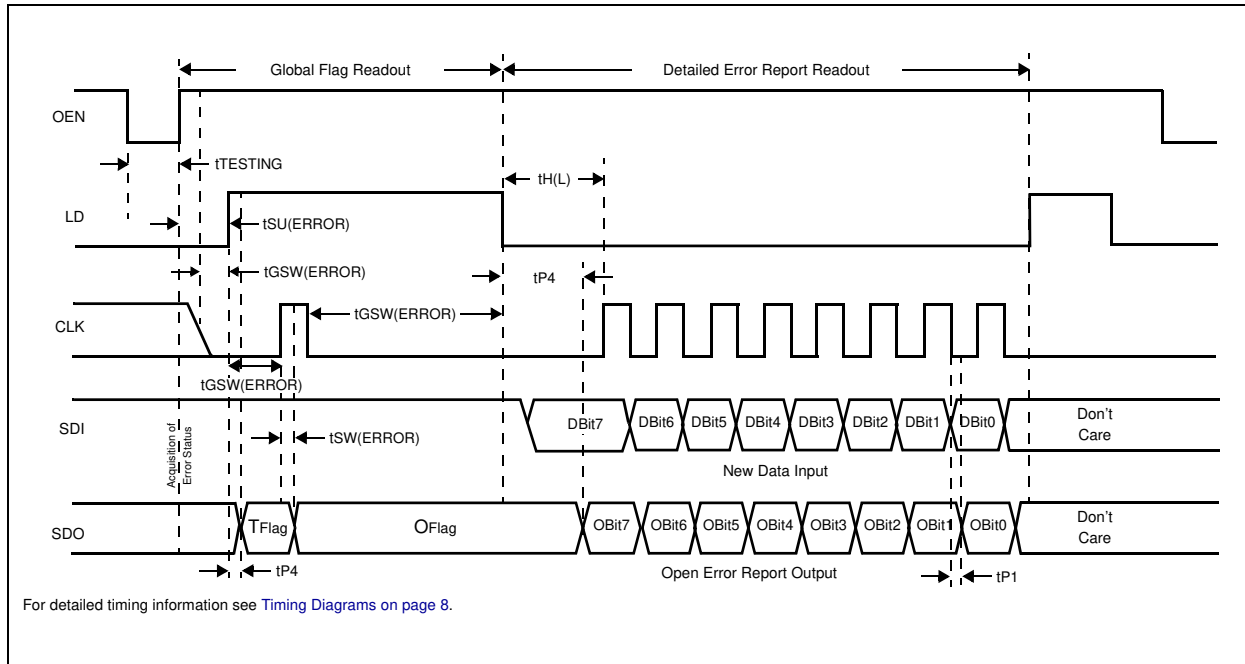 Global Flag Readout
Detailed Error Report Readout
OEN
tTESTING
tH(L)
LD
tSU(ERROR)
tGSW(ERROR)
tP4
tGSW(ERROR)
CLK
tGSW(ERROR)
SDI
DBit7
DBit6
DBit5
DBit4
DBit3
DBit2
DBit1
DBit0
Don't
Care
Acquisition of
Error Status
tSW(ERROR)
New Data Input
SDO
TFlag
OFlag
OBit7
OBit6
OBit5
OBit4
OBit3
OBit2
OBit1
OBit0
Don't
Care
tP4
Open Error Report Output
tP1
For detailed timing information see Timing Diagrams on page 8.